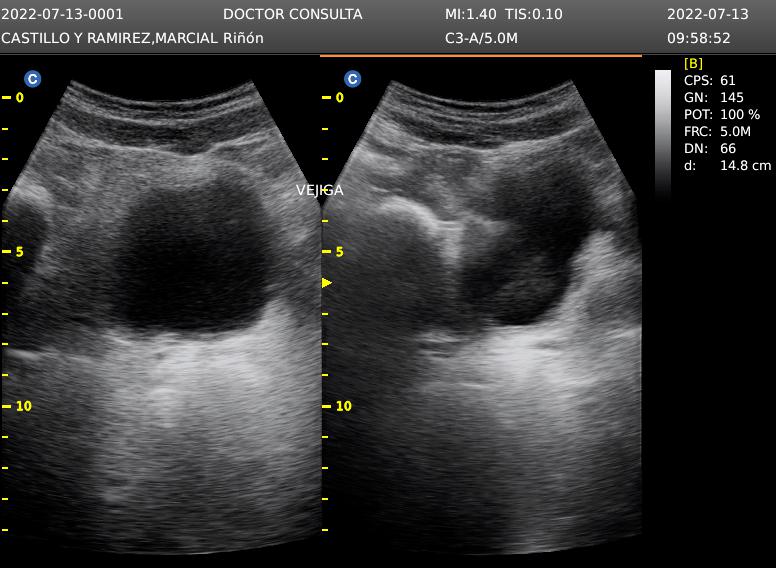 2022-07-13-0001 DOCTOR CONSULTA MI:1.40 TIS:0.10 2022-07-13
CASTILLO Y RAMIREZ,MARCIAL Riñón C3-A/5.0M 09:58:52
[B]
C C
0 0
CPS: 61
GN: 145
POT: 100 %
FRC: 5.0M
DN: 66
d: 14.8 cm
VEJIGA
5 5
10 10